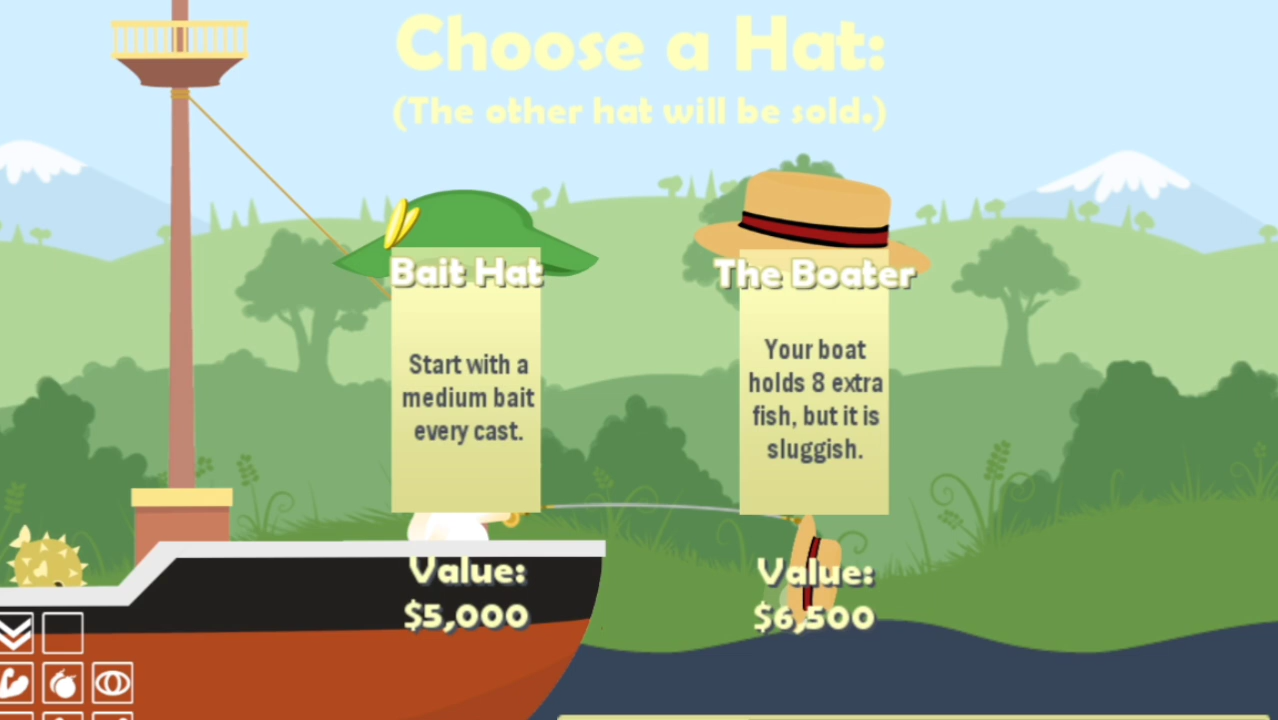 Choose a Hat:
(The other hat will be sold.)
Bait Hat
Start with a
medium bait
every cast.
Value:
$5,000
The Boater
Your boat
holds 8 extra
fish, but it is
sluggish.
Value:
$6,500